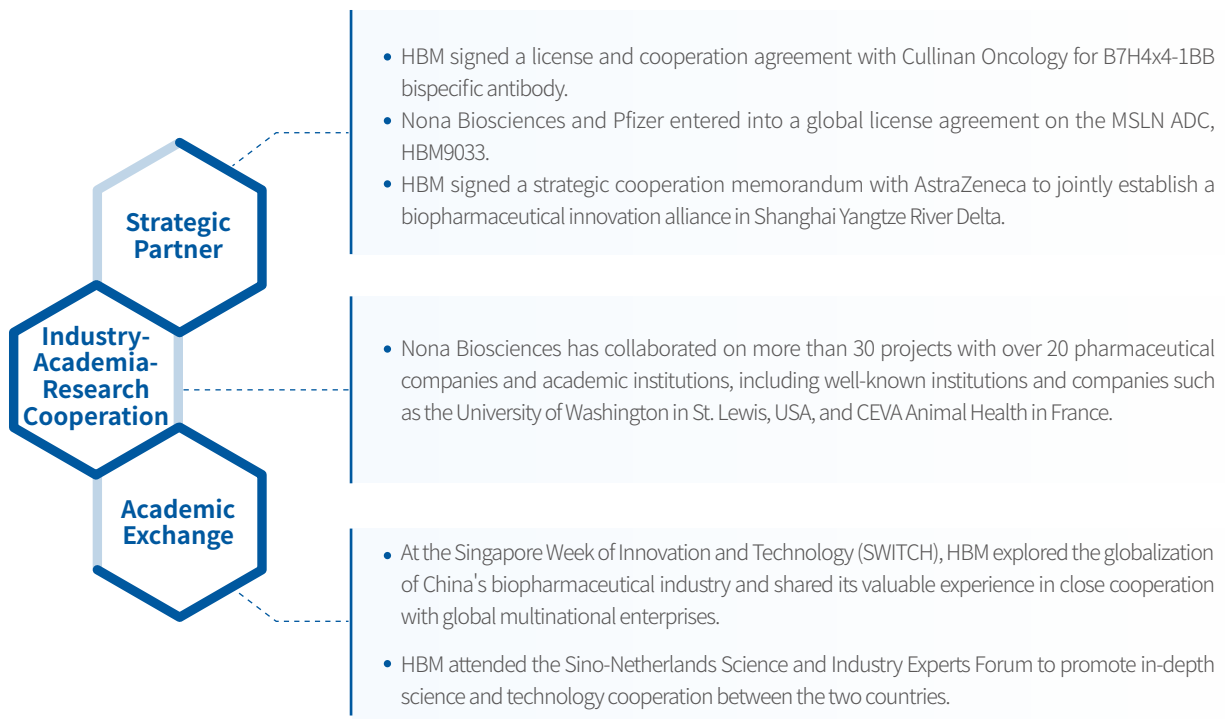 Strategic
Partner
HBM signed a license and cooperation agreement with Cullinan Oncology for B7H4x4-1BB
bispecific antibody.
Nona Biosciences and Pfizer entered into a global license agreement on the MSLN ADC,
HBM9033.
HBM signed a strategic cooperation memorandum with AstraZeneca to jointly establish a
biopharmaceutical innovation alliance in Shanghai Yangtze River Delta.
Industry-
Academia-
Research
Cooperation
Nona Biosciences has collaborated on more than 30 projects with over 20 pharmaceutical
companies and academic institutions, including well-known institutions and companies such
as the University of Washington in St. Lewis, USA, and CEVA Animal Health in France.
Academic
Exchange
At the Singapore Week of Innovation and Technology (SWITCH), HBM explored the globalization
of China's biopharmaceutical industry and shared its valuable experience in close cooperation
with global multinational enterprises.
HBM attended the Sino-Netherlands Science and Industry Experts Forum to promote in-depth
science and technology cooperation between the two countries.